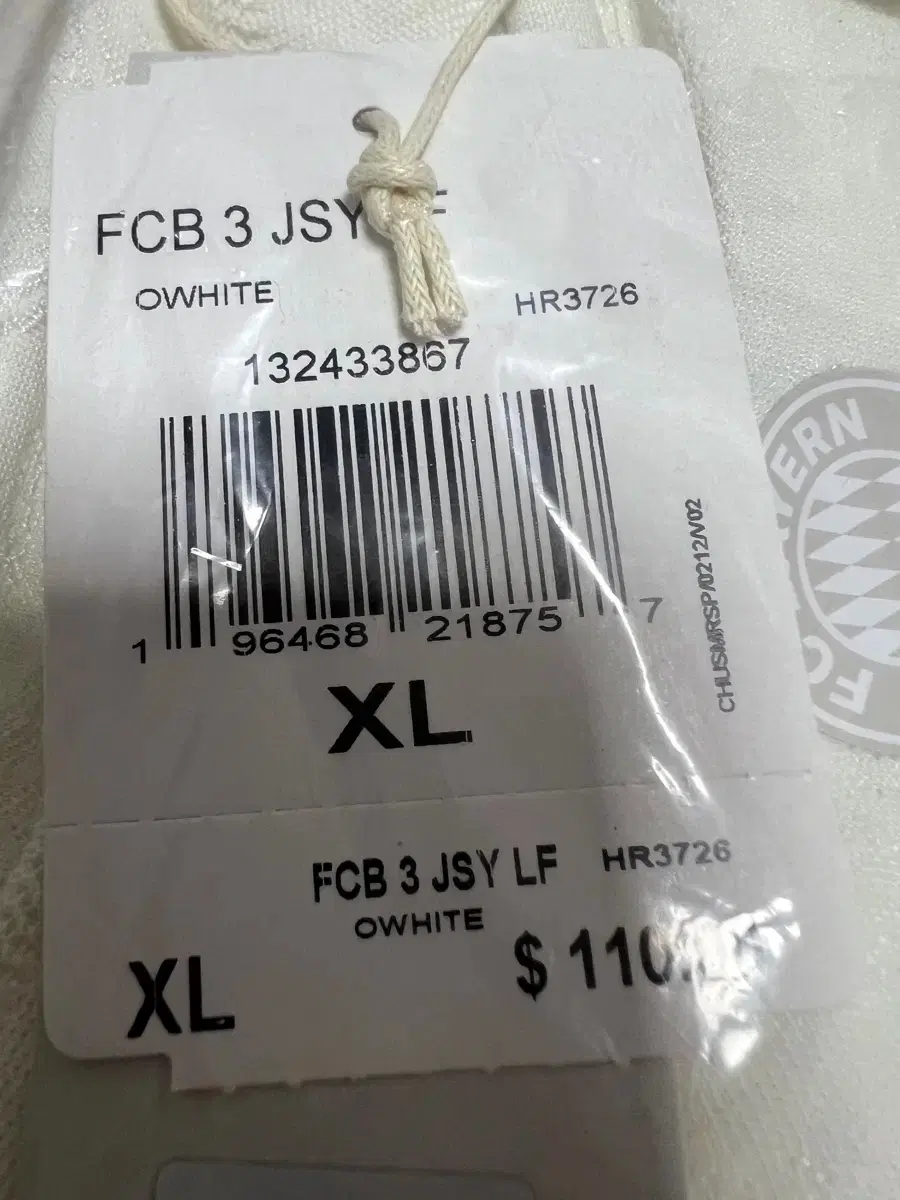 FCB 3 JSY
OWHITE HR3726
132433867
1 96468 21875 7
XL
CHUSMRSP/0212/V02
FCB 3 JSY LF HR3726
OWHITE
XL $ 110
ERN
FC